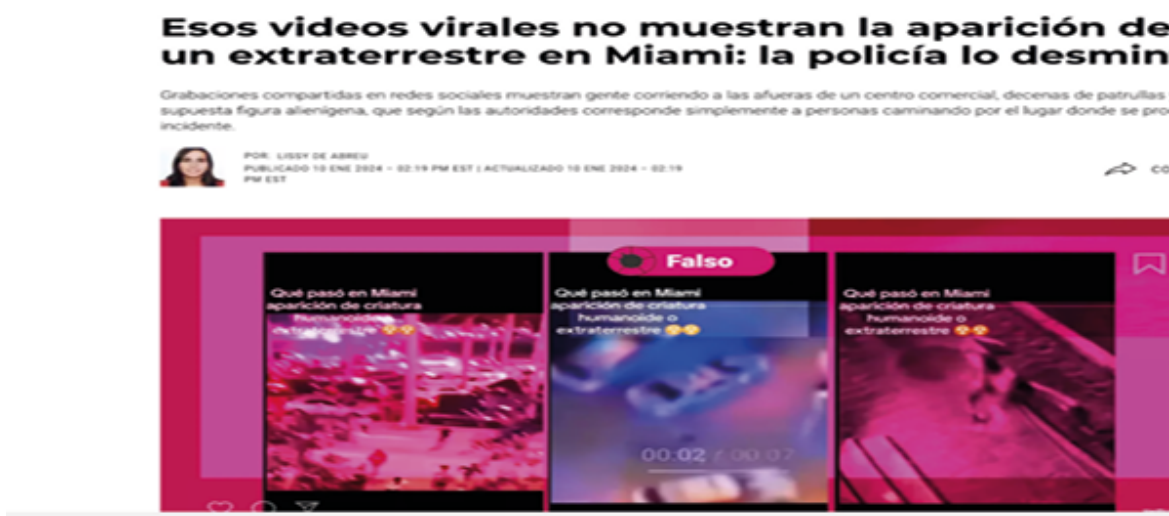 Esos videos virales no muestran la aparición de
un extraterrestre en Miami: la policía lo desmin
Grabaciones compartidas en redes sociales muestran gente corriendo a las afueras de un centro comercial, decenas de patrullas
supuesta figura alienígena, que según las autoridades corresponde simplemente a personas caminando por el lugar donde se pro
incidente.
POR: LISSY DE ABREU
PUBLICADO 10 ENE 2024 – 02:19 PM EST | ACTUALIZADO 10 ENE 2024 – 02:19
PM EST
CO
Falso
Qué pasó en Miami
aparición de criatura
humanoide o
extraterrestre
Qué pasó en Miami
aparición de criatura
humanoide o
extraterrestre
00:02 / 00:07
Qué pasó en Miami
aparición de criatura
humanoide o
extraterrestre